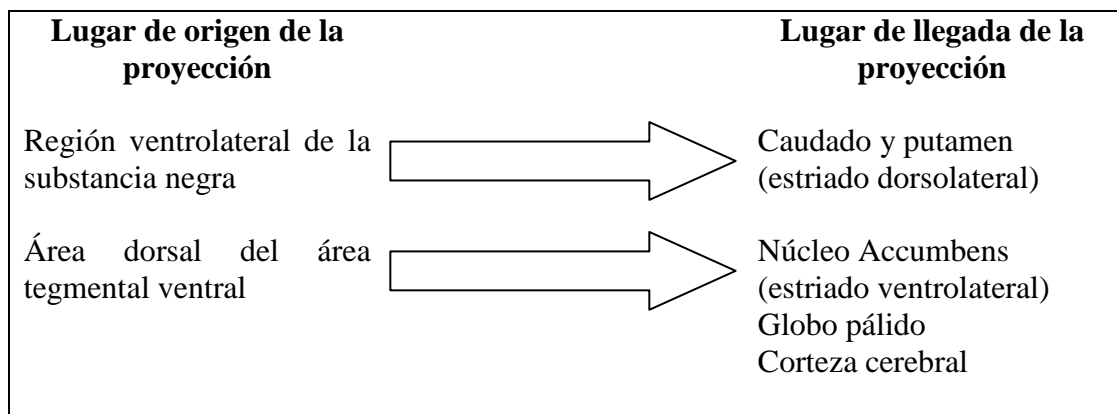 Lugar de origen de la
proyección
Lugar de llegada de la
proyección
Región ventrolateral de la
substancia negra
Caudado y putamen
(estriado dorsolateral)
Área dorsal del área
tegmental ventral
Núcleo Accumbens
(estriado ventrolateral)
Globo pálido
Corteza cerebral